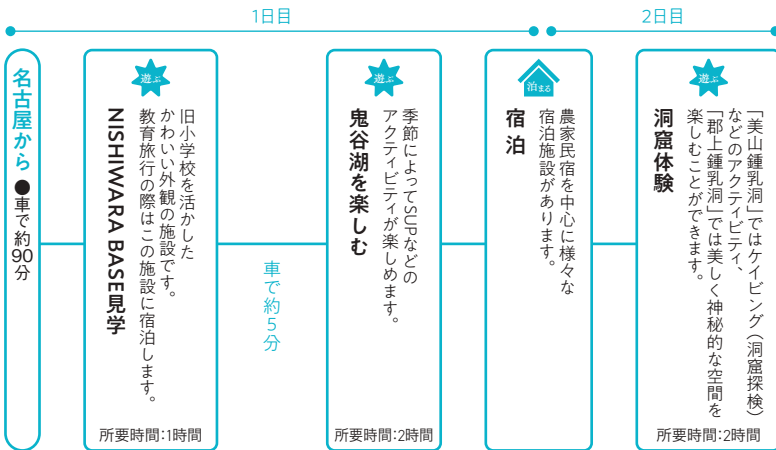 1日目
2日目
名古屋から●車で約90分
遊ぶ
NISHIWARA BASE見学
旧小学校を活かした
かわいい外観の施設です。
教育旅行の際はこの施設に宿泊します。
所要時間:1時間
車で約5分
遊ぶ
鬼谷湖を楽しむ
季節によってSUPなどの
アクティビティが楽しめます。
所要時間:2時間
泊まる
宿泊
農家民宿を中心に様々な
宿泊施設があります。
遊ぶ
洞窟体験
「美山鍾乳洞」ではケイビング(洞窟探検)
などのアクティビティ、
「郡上鍾乳洞」では美しく神秘的な空間を
楽しむことができます。
所要時間:2時間